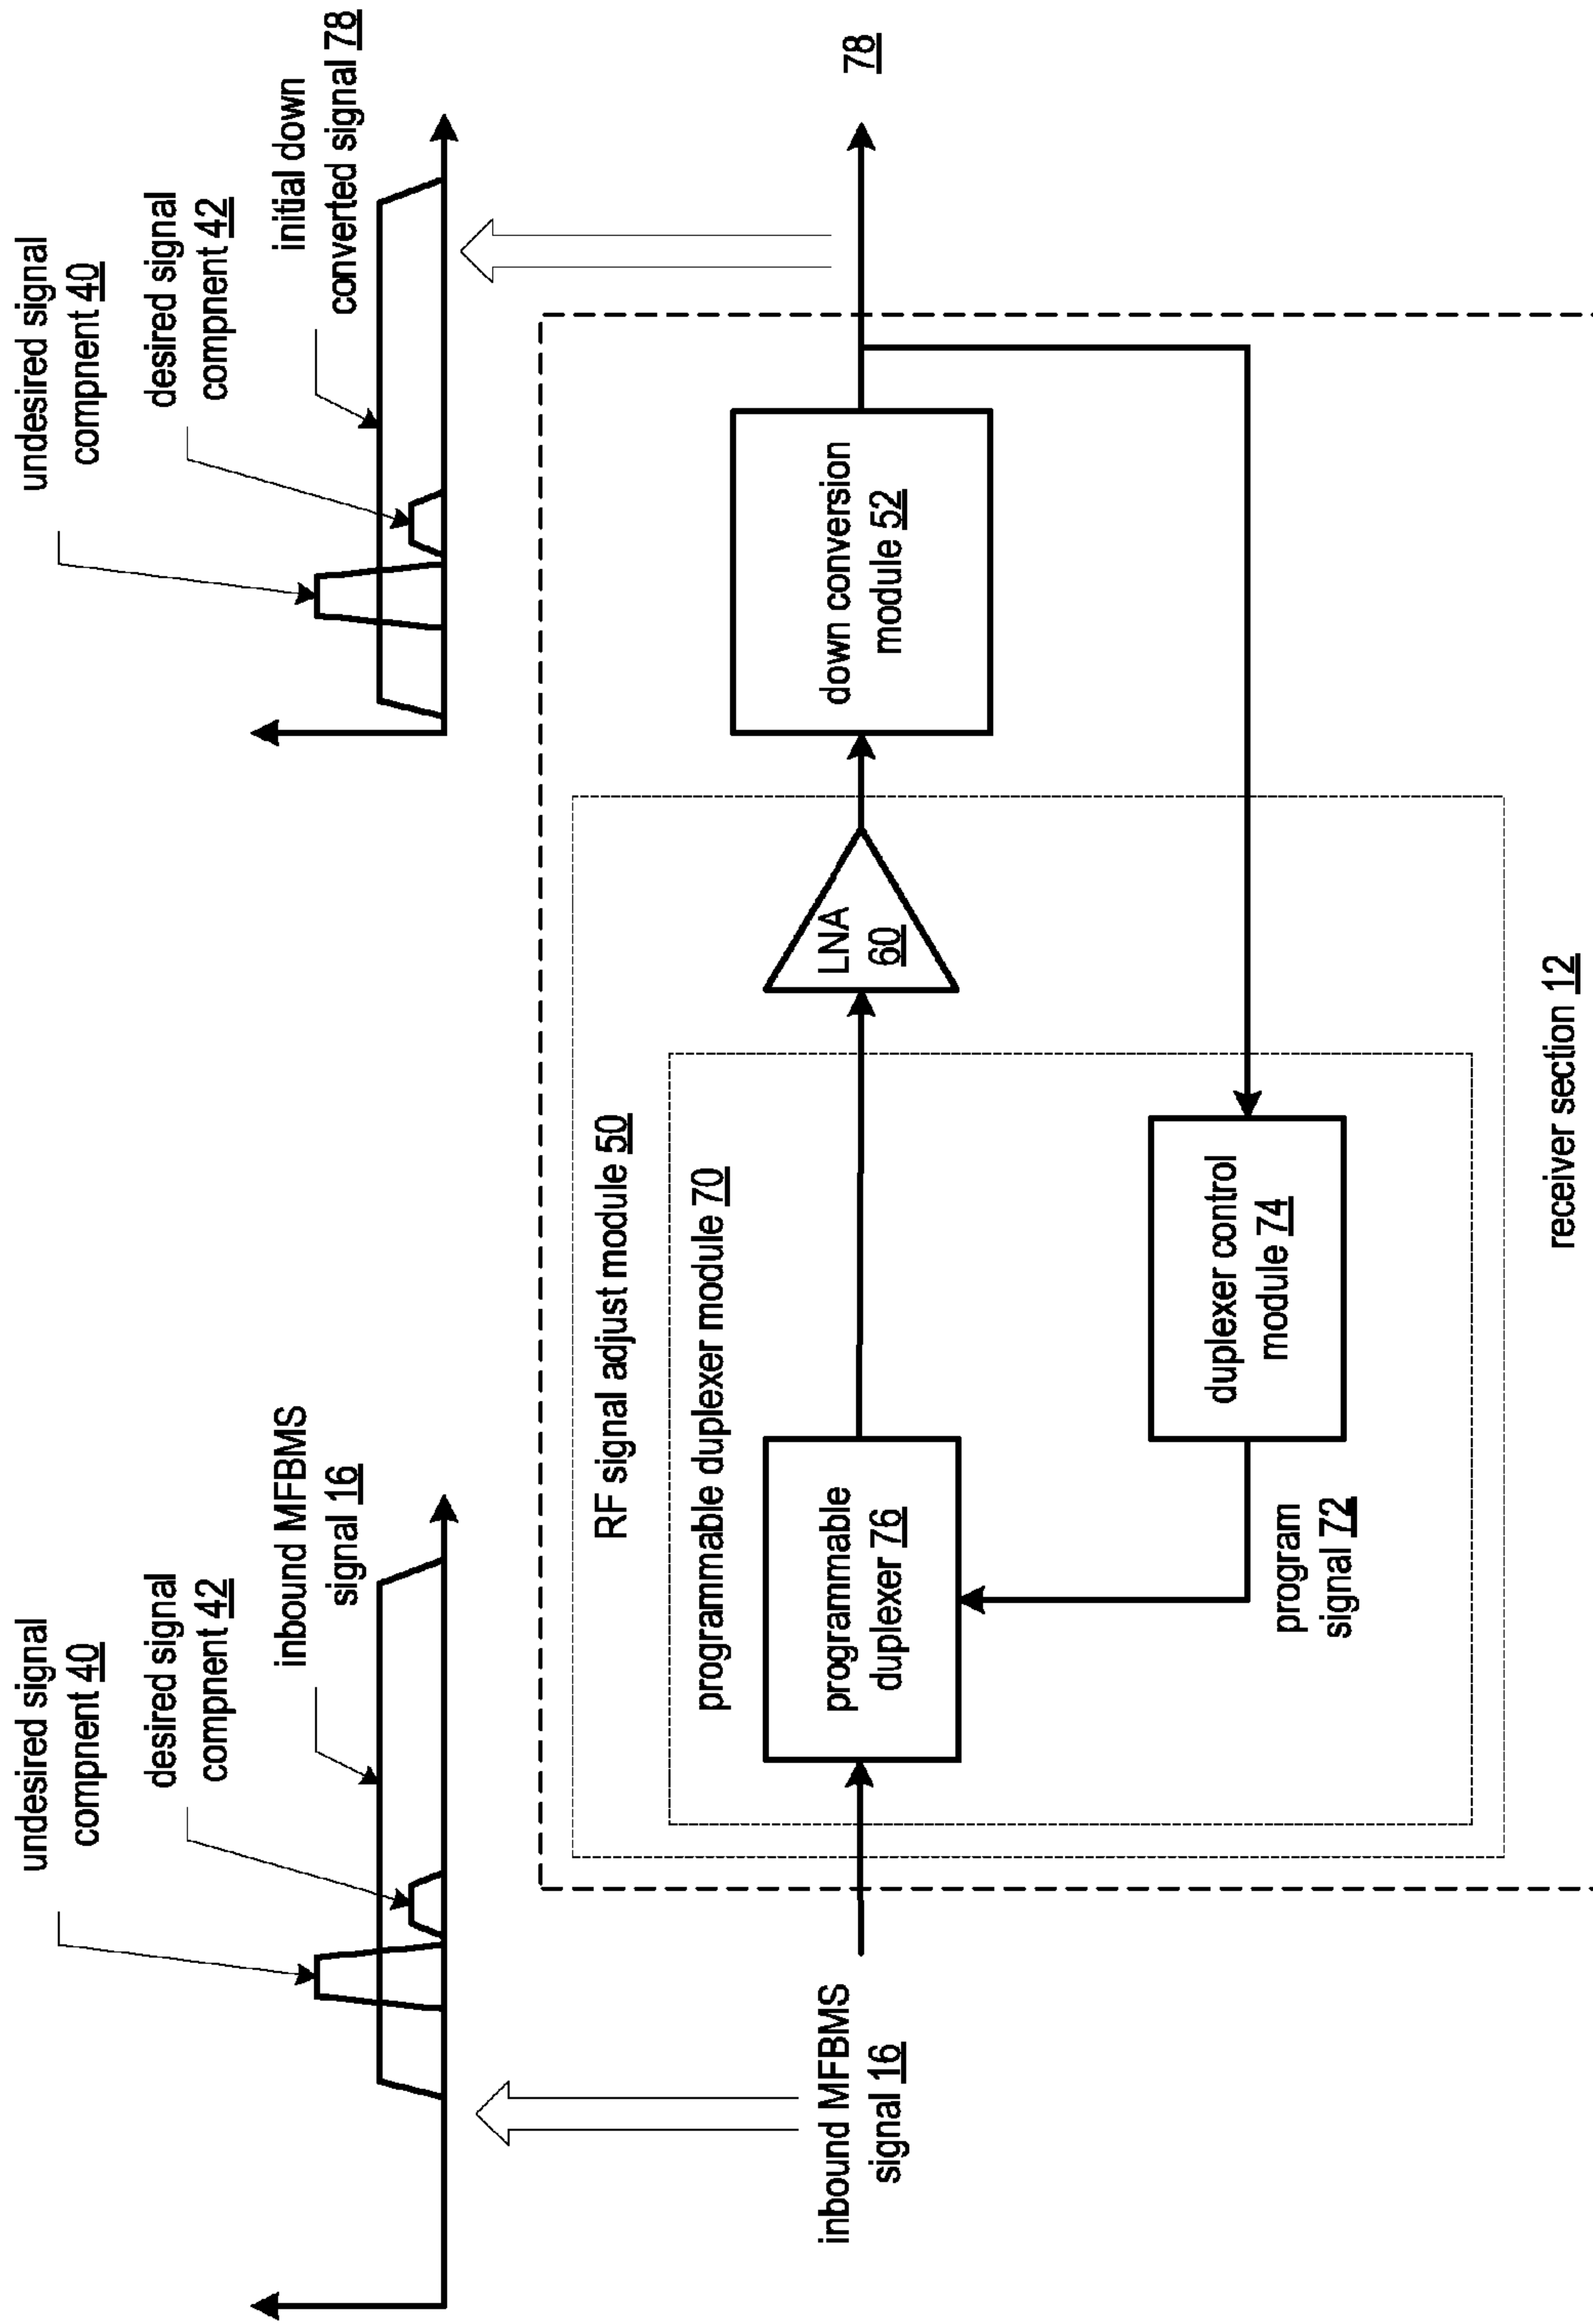 undesired signal
compnent 40
desired signal
component 42
inbound MFBMS
signal 16
undesired signal
compnent 40
desired signal
component 42
initial down
converted signal 78
inbound MFBMS
signal 16
RF signal adjust module 50
programmable duplexer module 70
programmable
duplexer 76
LNA
60
down conversion
module 52
78
program
signal 72
duplexer control
module 74
receiver section 12